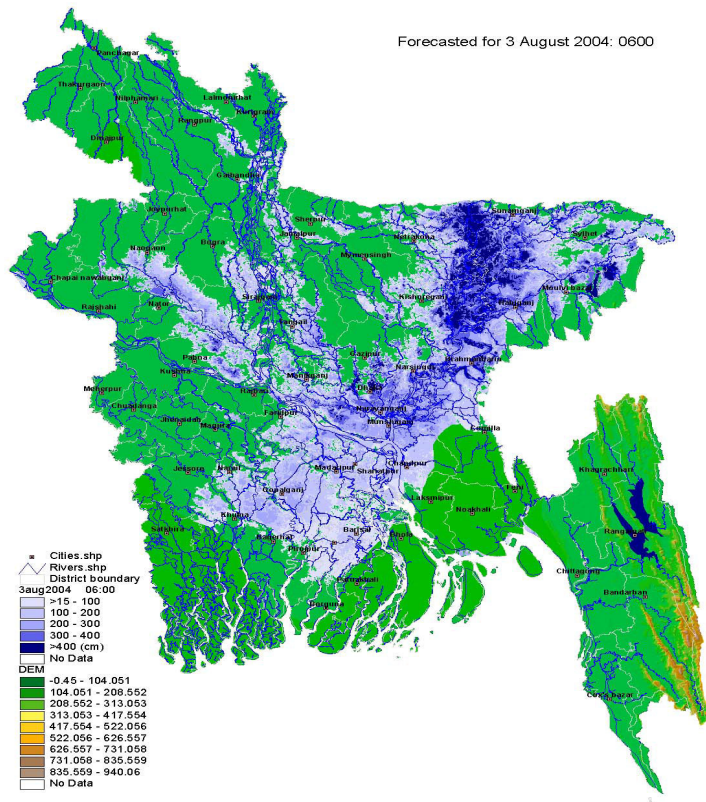 Forecasted for 3 August 2004: 0600
Panchagar
Thakurgaon
Nilphamari
Lalmonirhat
Kurigram
Rangpur
Dinajpur
Gaibandha
Joypurhat
Sherpur
Jamalpur
Netrakona
Sunamganj
Sylhet
Naogaon
Bogra
Mymensingh
Chapai nawabganj
Kishoreganj
Moulvi bazar
Rajshahi
Nator
Sirajganj
Habiganj
Tangail
Pabna
Gazipur
Brahmanbaria
Kushtia
Manikganj
Narsingdi
Meherpur
Dhaka
Chuadanga
Rajbari
Jhinaidah
Magura
Faridpur
Narayanganj
Munshiganj
Comilla
Jessore
Narail
Madaripur
Shariatpur
Chandpur
Khagrachhari
Gopalganj
Laksmipur
Feni
Noakhali
Satkhira
Khulna
Barisal
Rangamati
Bagerhat
Pirojpur
Bhola
Cities.shp
Rivers.shp
District boundary
3aug2004 06:00
>15 - 100
100 - 200
200 - 300
300 - 400
>400 (cm)
No Data
Patuakhali
Barguna
Chittagong
Bandarban
DEM
-0.45 - 104.051
104.051 - 208.552
208.552 - 313.053
313.053 - 417.554
417.554 - 522.056
522.056 - 626.557
626.557 - 731.058
731.058 - 835.559
835.559 - 940.06
No Data
Cox's bazar